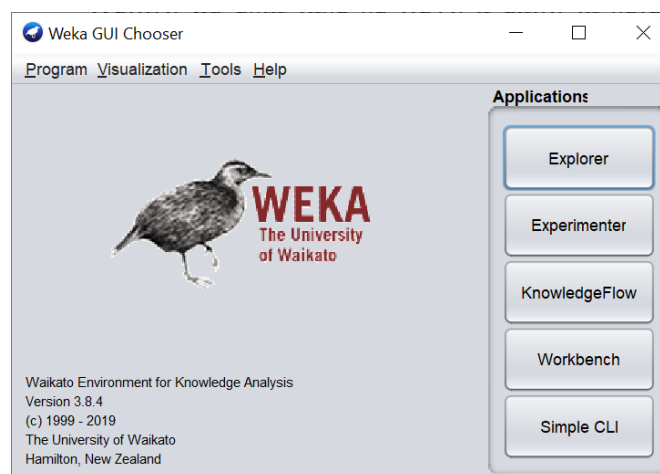 Weka GUI Chooser
Program Visualization Tools Help
Applications
Explorer
Experimenter
KnowledgeFlow
Workbench
Simple CLI
WEKA
The University
of Waikato
Waikato Environment for Knowledge Analysis
Version 3.8.4
(c) 1999 - 2019
The University of Waikato
Hamilton, New Zealand